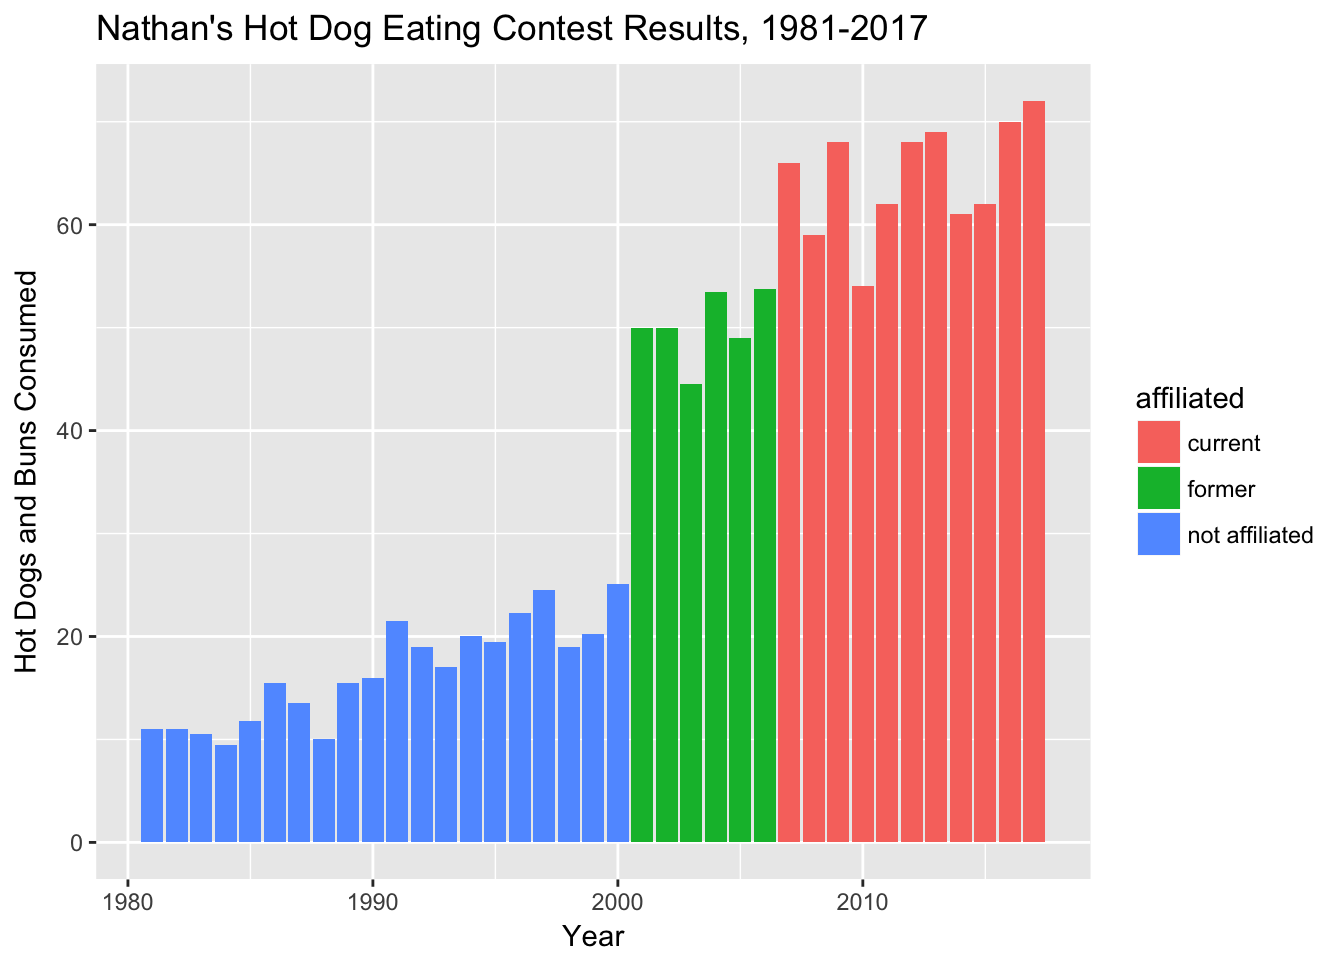 Nathan's Hot Dog Eating Contest Results, 1981-2017
Hot Dogs and Buns Consumed
60
40
20
0
1980 1990 2000 2010
Year
affiliated
current
former
not affiliated